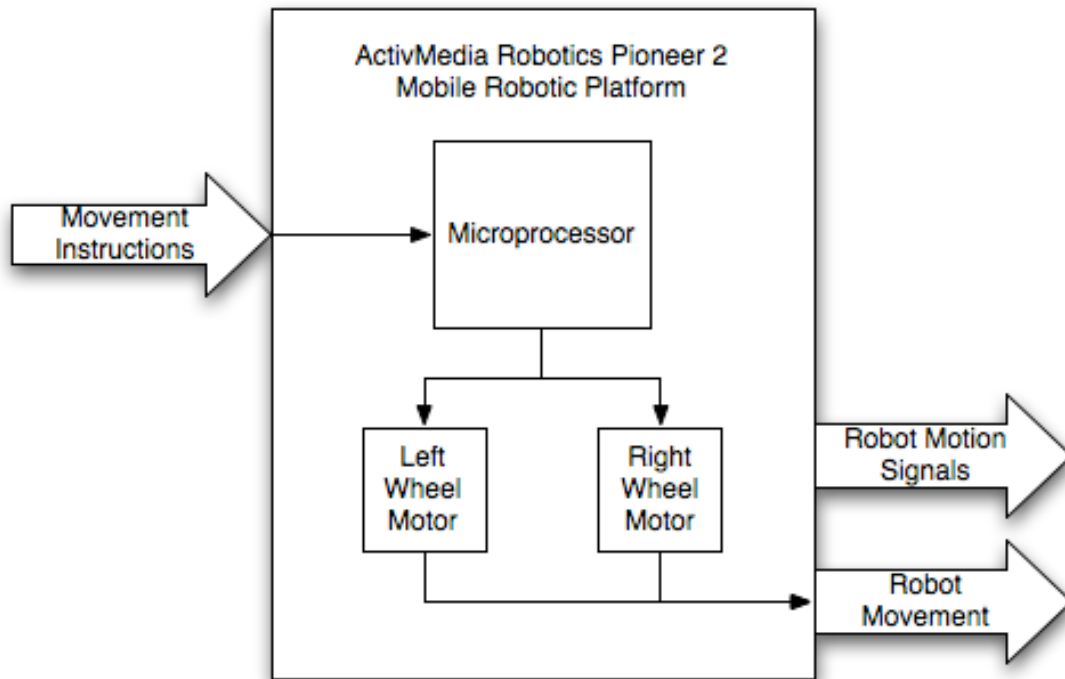 ActivMedia Robotics Pioneer 2
Mobile Robotic Platform
Movement
Instructions
Microprocessor
Left
Wheel
Motor
Right
Wheel
Motor
Robot Motion
Signals
Robot
Movement